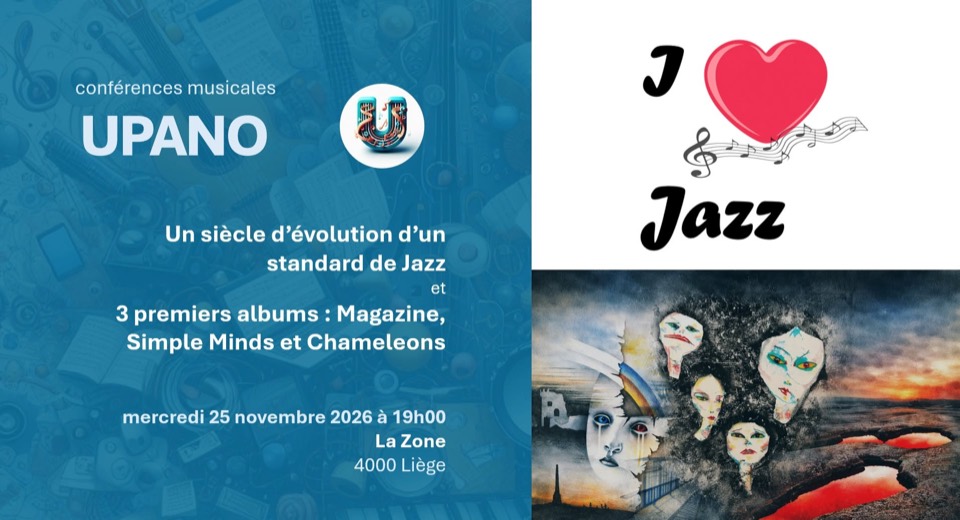 conférences musicales
UPANO
U
Un siècle d’évolution d’un
standard de Jazz
et
3 premiers albums : Magazine,
Simple Minds et Chameleons
mercredi 25 novembre 2026 à 19h00
La Zone
4000 Liège
I
Jazz